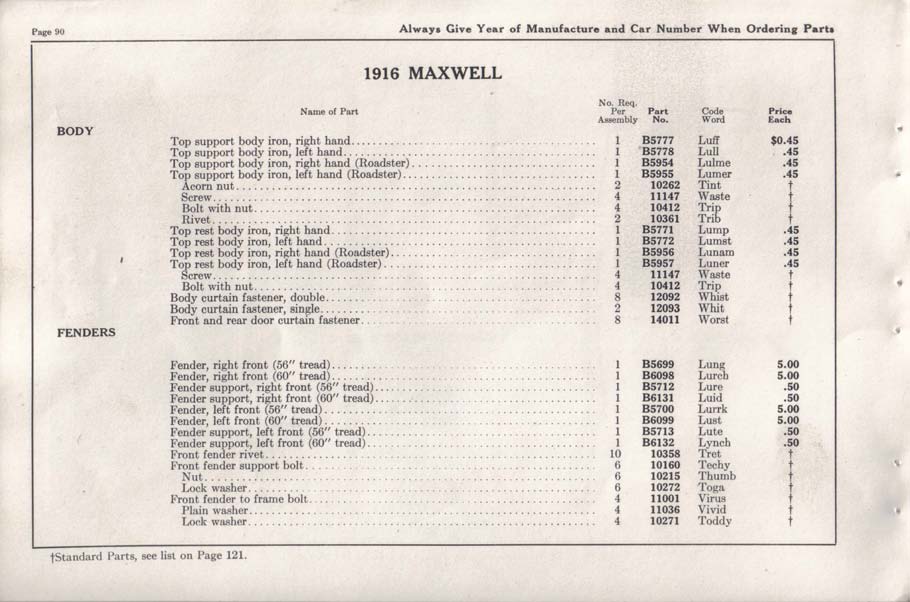 Page 90 Always Give Year of Manufacture and Car Number When Ordering Parts
1916 MAXWELL
Name of Part No. Req. Per Assembly Part No. Code Word Price Each
BODY
Top support body iron, right hand 1 B5777 Luff $0.45
Top support body iron, left hand 1 B5778 Lull .45
Top support body iron, right hand (Roadster) 1 B5954 Lulme .45
Top support body iron, left hand (Roadster) 1 B5955 Lumer .45
Acorn nut 2 10262 Tint †
Screw 4 11147 Waste †
Bolt with nut 4 10412 Trip †
Rivet 2 10361 Trib †
Top rest body iron, right hand 1 B5771 Lump .45
Top rest body iron, left hand 1 B5772 Lumst .45
Top rest body iron, right hand (Roadster) 1 B5956 Lunam .45
Top rest body iron, left hand (Roadster) 1 B5957 Luner .45
Screw 4 11147 Waste †
Bolt with nut 4 10412 Trip †
Body curtain fastener, double 8 12092 Whist †
Body curtain fastener, single 2 12093 Whit †
Front and rear door curtain fastener 8 14011 Worst †
FENDERS
Fender, right front (56″ tread) 1 B5699 Lung 5.00
Fender, right front (60″ tread) 1 B6098 Lurch 5.00
Fender support, right front (56″ tread) 1 B5712 Lure .50
Fender support, right front (60″ tread) 1 B6131 Luid .50
Fender, left front (56″ tread) 1 B5700 Lurrk 5.00
Fender, left front (60″ tread) 1 B6099 Lust 5.00
Fender support, left front (56″ tread) 1 B5713 Lute .50
Fender support, left front (60″ tread) 1 B6132 Lynch .50
Front fender rivet 10 10358 Tret †
Front fender support bolt 6 10160 Techy †
Nut 6 10215 Thumb †
Lock washer 6 10272 Toga †
Front fender to frame bolt 4 11001 Virus †
Plain washer 4 11036 Vivid †
Lock washer 4 10271 Toddy †
†Standard Parts, see list on Page 121.